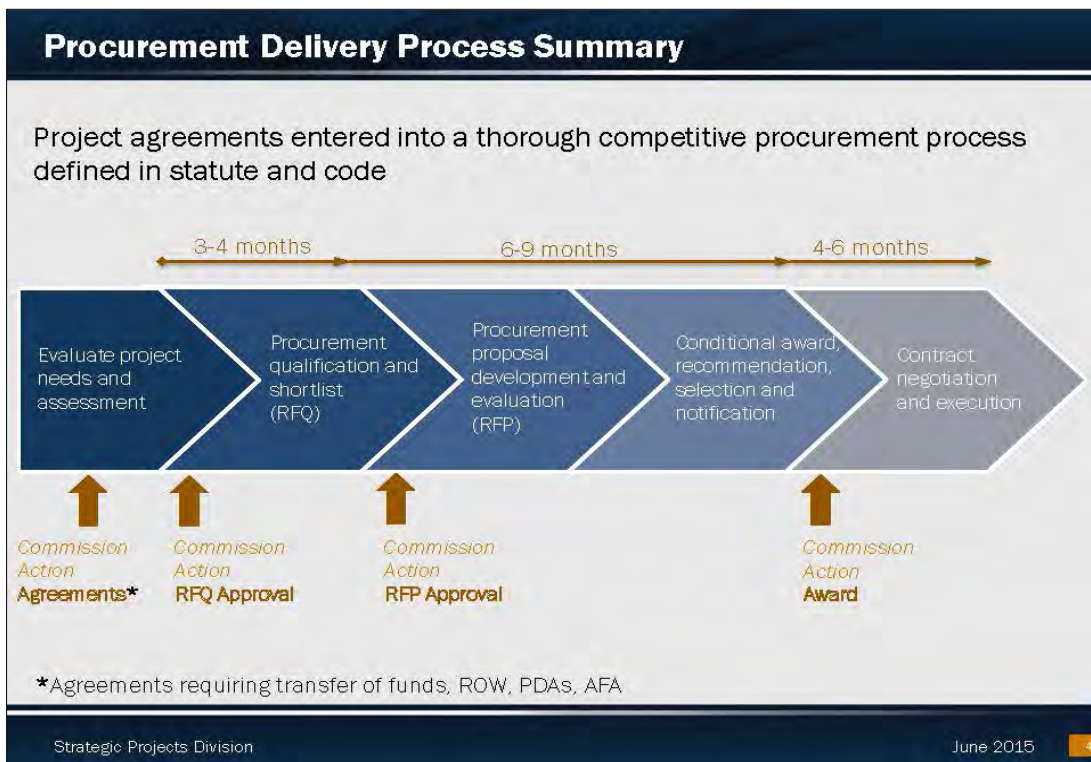 Procurement Delivery Process Summary
Project agreements entered into a thorough competitive procurement process
defined in statute and code
3-4 months
6-9 months
4-6 months
Evaluate project
needs and
assessment
Procurement
qualification and
shortlist
(RFQ)
Procurement
proposal
development and
evaluation
(RFP)
Conditional award,
recommendation,
selection and
notification
Contract
negotiation
and execution
Commission
Action
Agreements*
Commission
Action
RFQ Approval
Commission
Action
RFP Approval
Commission
Action
Award
*Agreements requiring transfer of funds, ROW, PDAs, AFA
Strategic Projects Division
June 2015
4